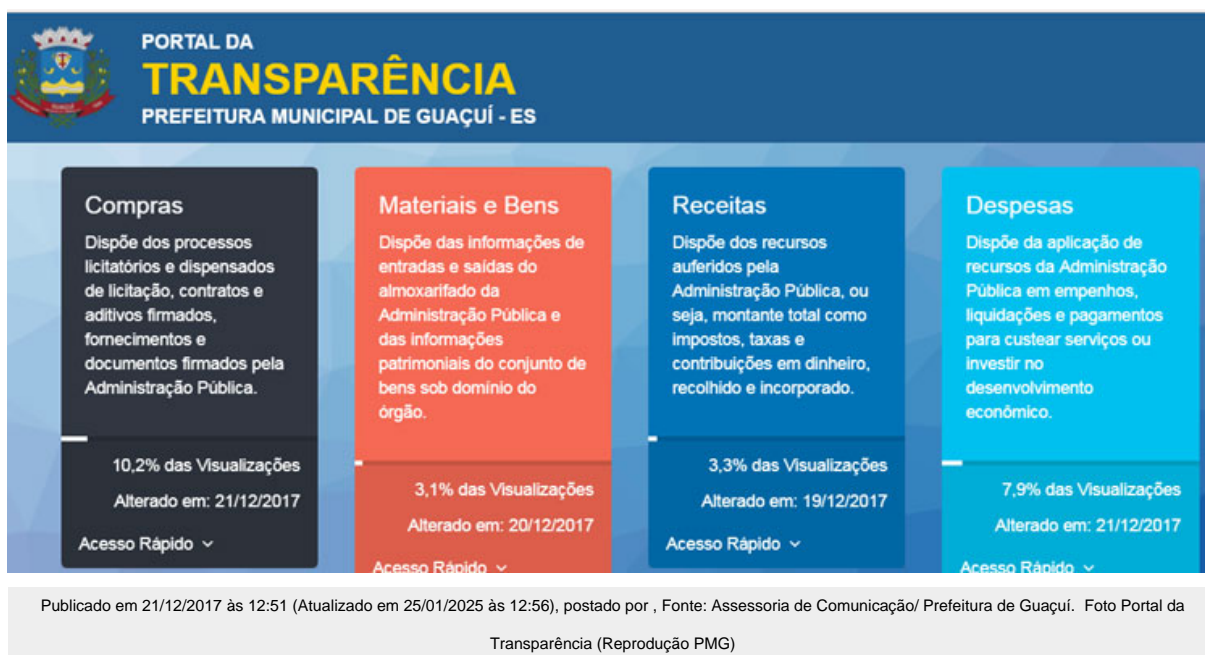 PORTAL DA
TRANSPARÊNCIA
PREFEITURA MUNICIPAL DE GUAÇUÍ - ES
Compras
Dispõe dos processos
licitatórios e dispensados
de licitação, contratos e
aditivos firmados,
fornecimentos e
documentos firmados pela
Administração Pública.
10,2% das Visualizações
Alterado em: 21/12/2017
Acesso Rápido
Materiais e Bens
Dispõe das informações de
entradas e saídas do
almoxarifado da
Administração Pública e
das informações
patrimoniais do conjunto de
bens sob domínio do
órgão.
3,1% das Visualizações
Alterado em: 20/12/2017
Acesso Rápido
Receitas
Dispõe dos recursos
auferidos pela
Administração Pública, ou
seja, montante total como
impostos, taxas e
contribuições em dinheiro,
recolhido e incorporado.
3,3% das Visualizações
Alterado em: 19/12/2017
Acesso Rápido
Despesas
Dispõe da aplicação de
recursos da Administração
Pública em empenhos,
liquidações e pagamentos
para custear serviços ou
investir no
desenvolvimento
econômico.
7,9% das Visualizações
Alterado em: 21/12/2017
Acesso Rápido
Publicado em 21/12/2017 às 12:51 (Atualizado em 25/01/2025 às 12:56), postado por , Fonte: Assessoria de Comunicação/ Prefeitura de Guaçuí. Foto Portal da
Transparência (Reprodução PMG)